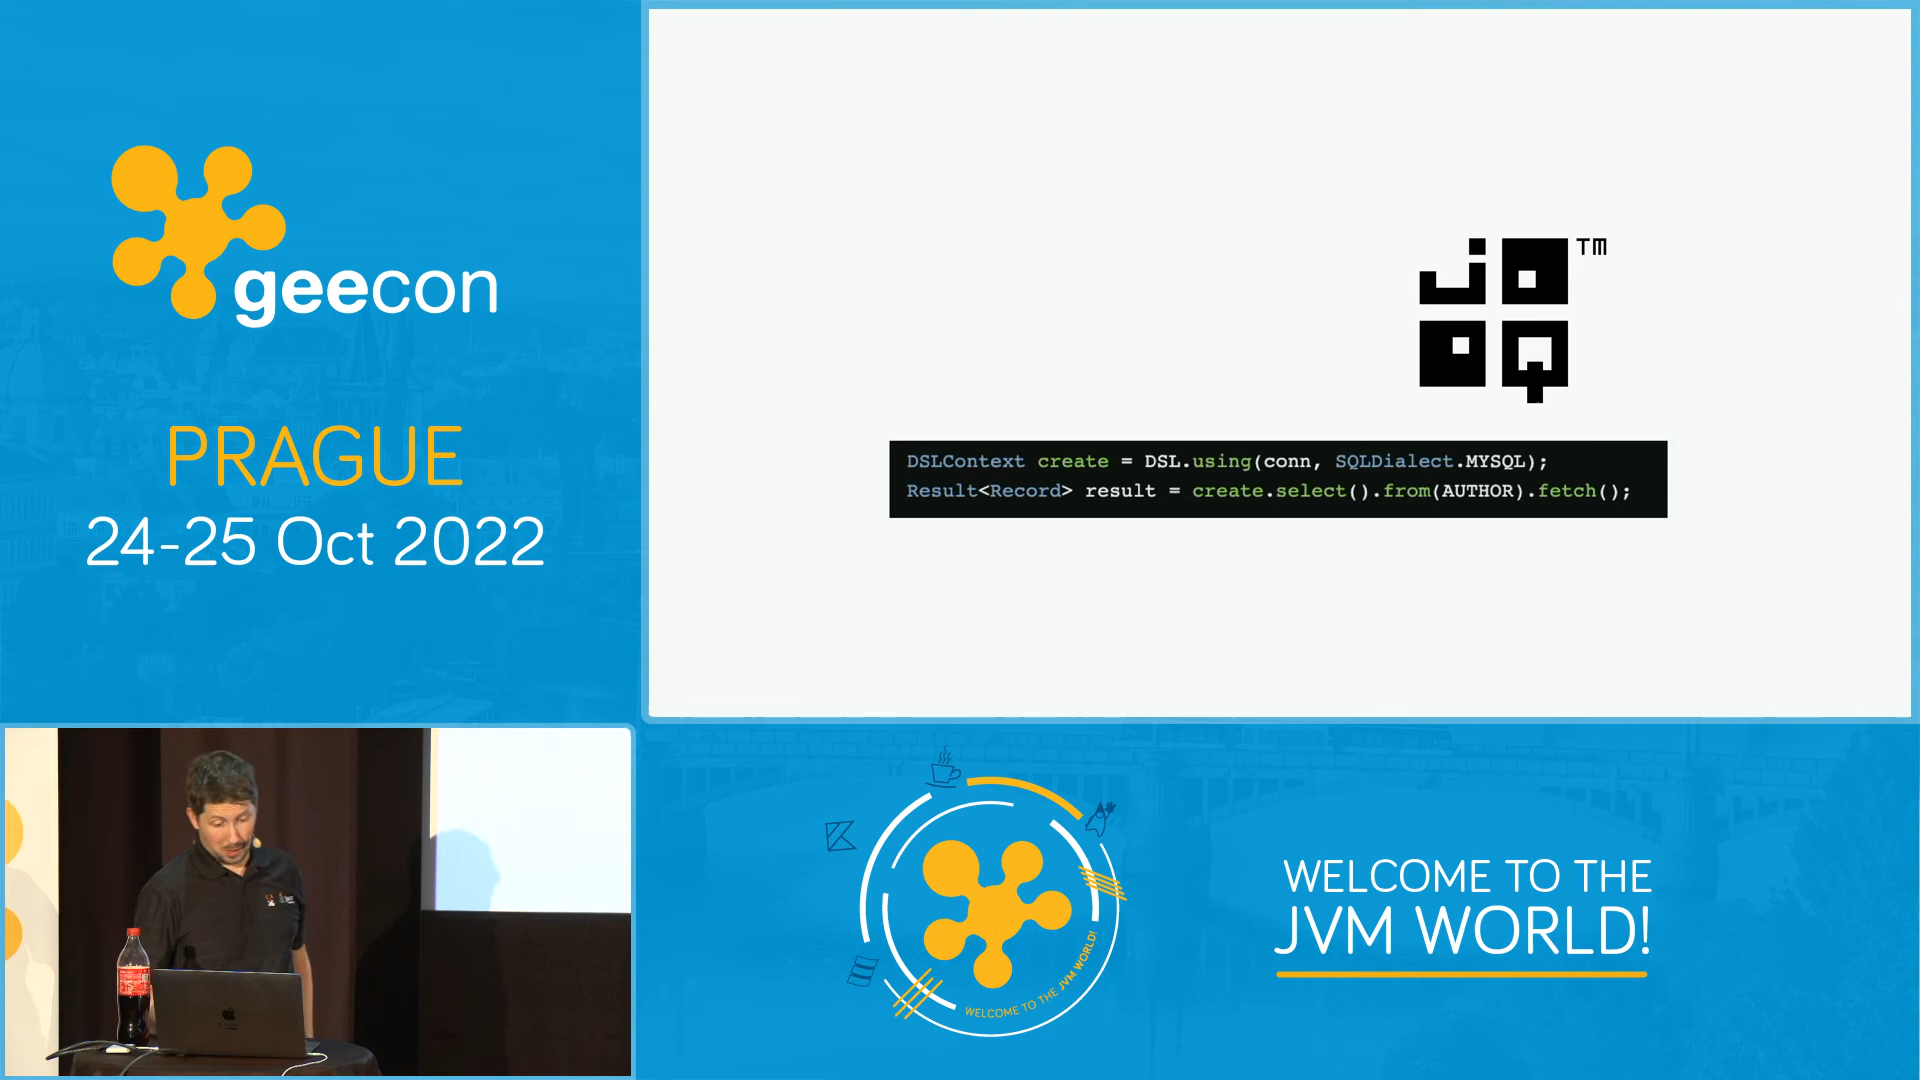 geecon
PRAGUE
24-25 Oct 2022
jOOQ™
DSLContext create = DSL.using(conn, SQLDialect.MYSQL);
Result<Record> result = create.select().from(AUTHOR).fetch();
WELCOME TO THE JVM WORLD!
WELCOME TO THE
JVM WORLD!